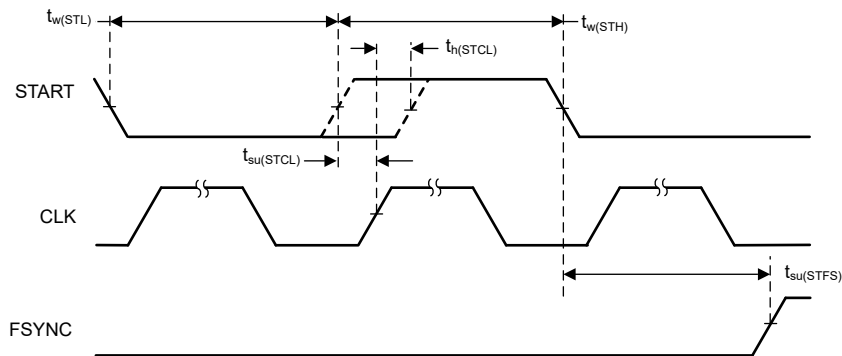 tw(STL)
tw(STH)
th(STCL)
START
tsu(STCL)
CLK
tsu(STFS)
FSYNC